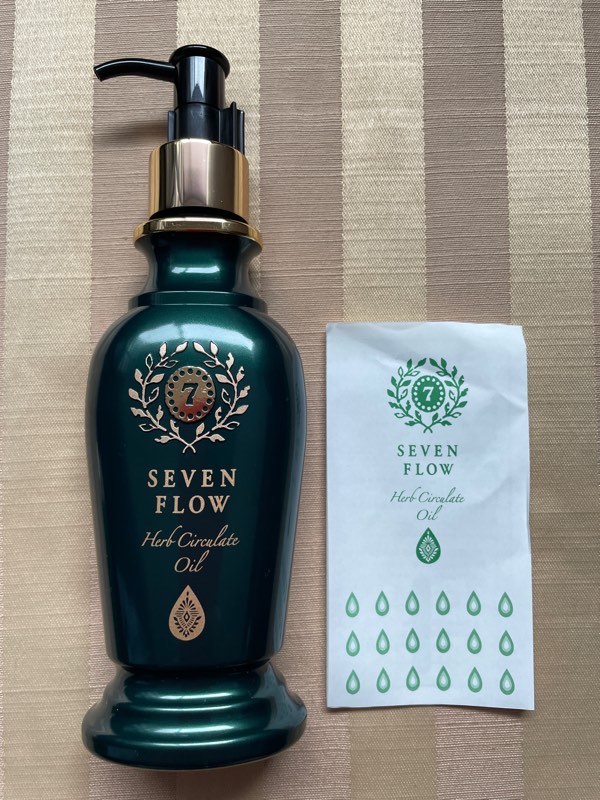 7
SEVEN
FLOW
Herb Circulate
Oil
7
SEVEN
FLOW
Herb Circulate
Oil